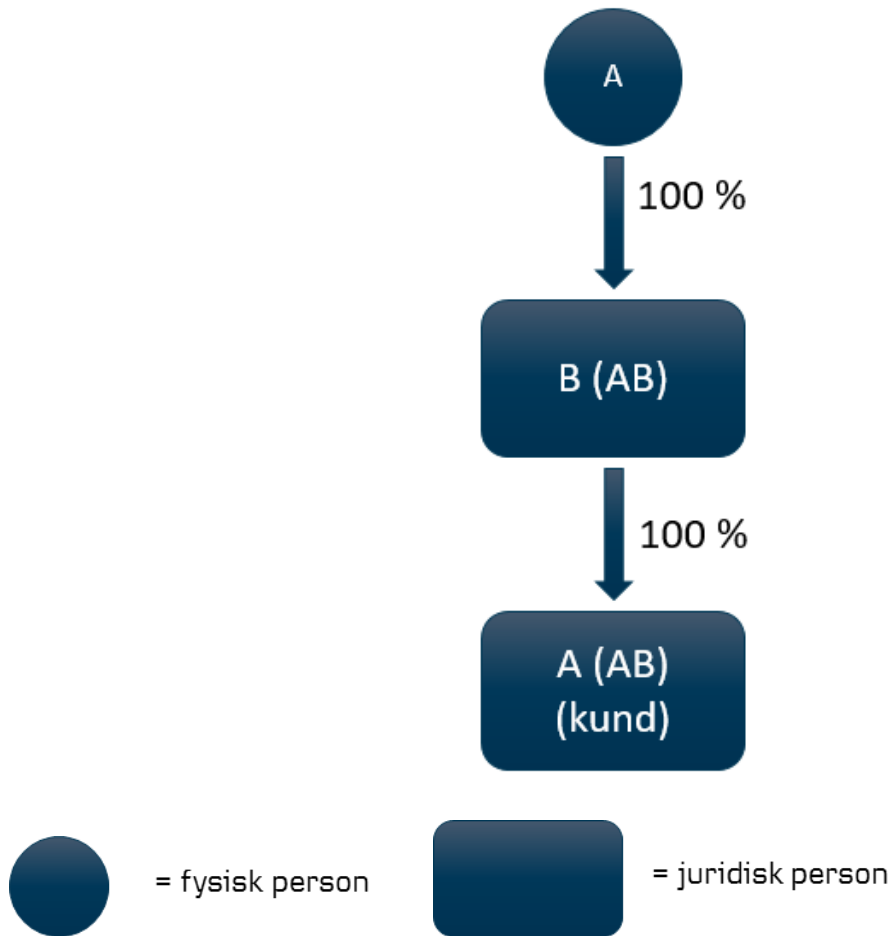 A
100 %
B (AB)
100 %
A (AB)
(kund)
= fysisk person
= juridisk person